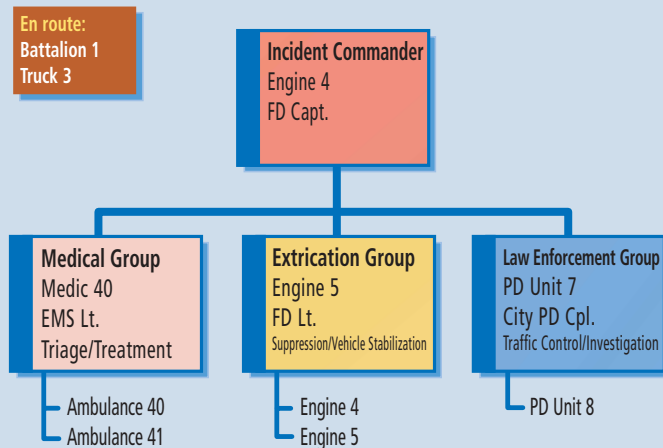 En route:
Battalion 1
Truck 3
Incident Commander
Engine 4
FD Capt.
Medical Group
Medic 40
EMS Lt.
Triage/Treatment
Ambulance 40
Ambulance 41
Extrication Group
Engine 5
FD Lt.
Suppression/Vehicle Stabilization
Engine 4
Engine 5
Law Enforcement Group
PD Unit 7
City PD Cpl.
Traffic Control/Investigation
PD Unit 8